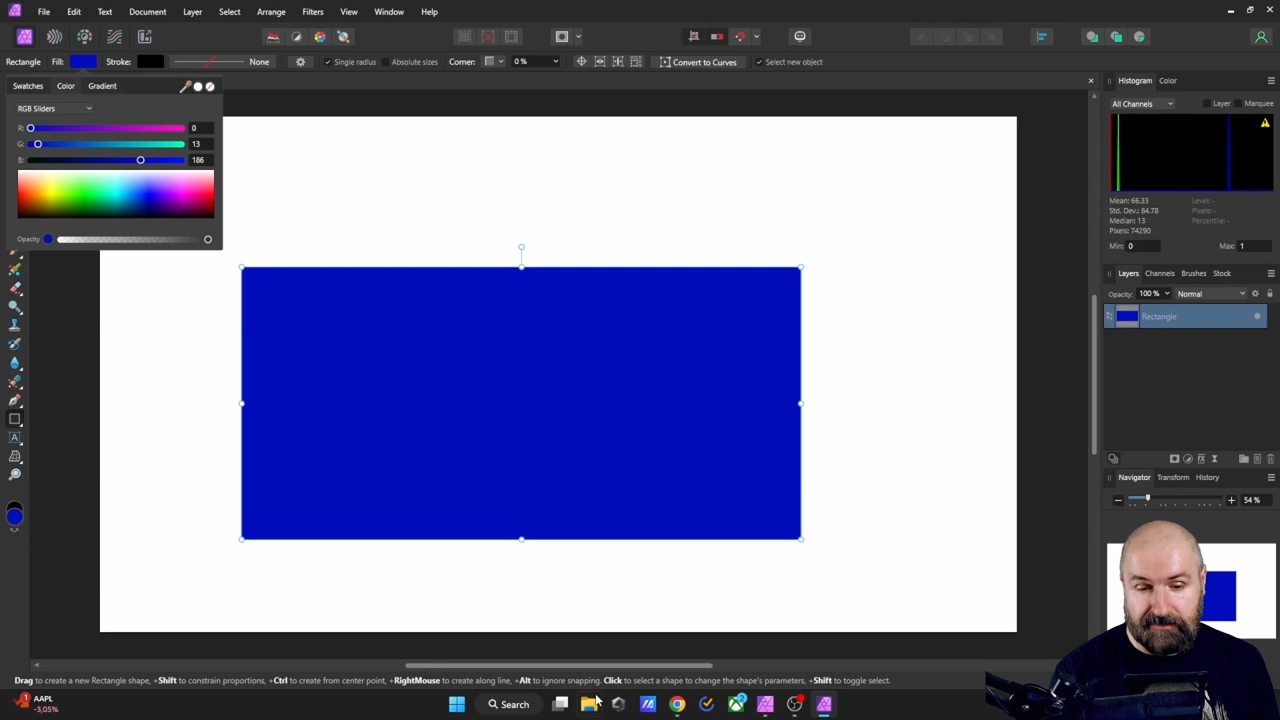 File Edit Text Document Layer Select Arrange Filters View Window Help
Rectangle Fill: Stroke: None Single radius Absolute sizes Corner: 0 % Convert to Curves Select new object
Swatches Color Gradient
RGB Sliders
R: 0
G: 13
B: 186
Opacity
Histogram Color
All Channels Layer Marquee
Mean: 66.33 Level: -
Std. Dev.: 84.78 Pixels: -
Median: 13 Percentile: -
Pixels: 74290
Min: 0 Max: 1
Layers Channels Brushes Stock
Opacity: 100 % Normal
Rectangle
Navigator Transform History
54 %
Drag to create a new Rectangle shape, +Shift to constrain proportions, +Ctrl to create from center point, +RightMouse to create along line, +Alt to ignore snapping. Click to select a shape to change the shape's parameters, +Shift to toggle select.
1 AAPL
-3,05%
Search